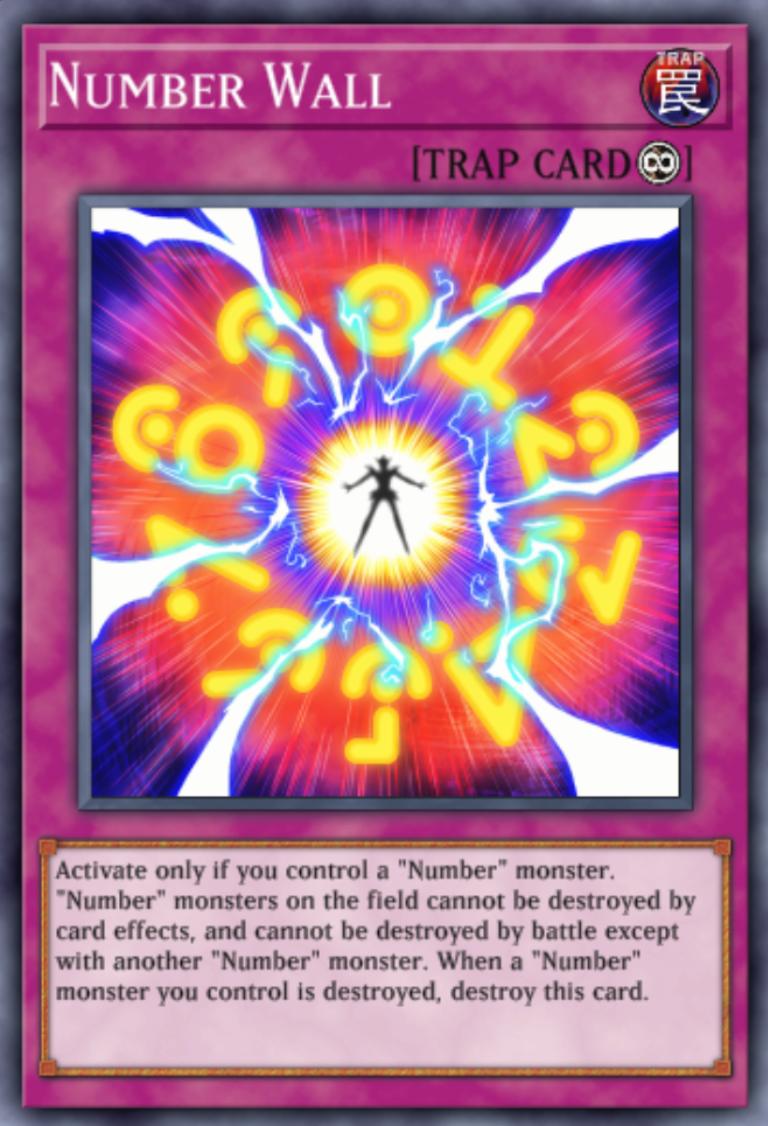 Number Wall
TRAP
罠
[TRAP CARD♾]
Activate only if you control a "Number" monster.
"Number" monsters on the field cannot be destroyed by
card effects, and cannot be destroyed by battle except
with another "Number" monster. When a "Number"
monster you control is destroyed, destroy this card.